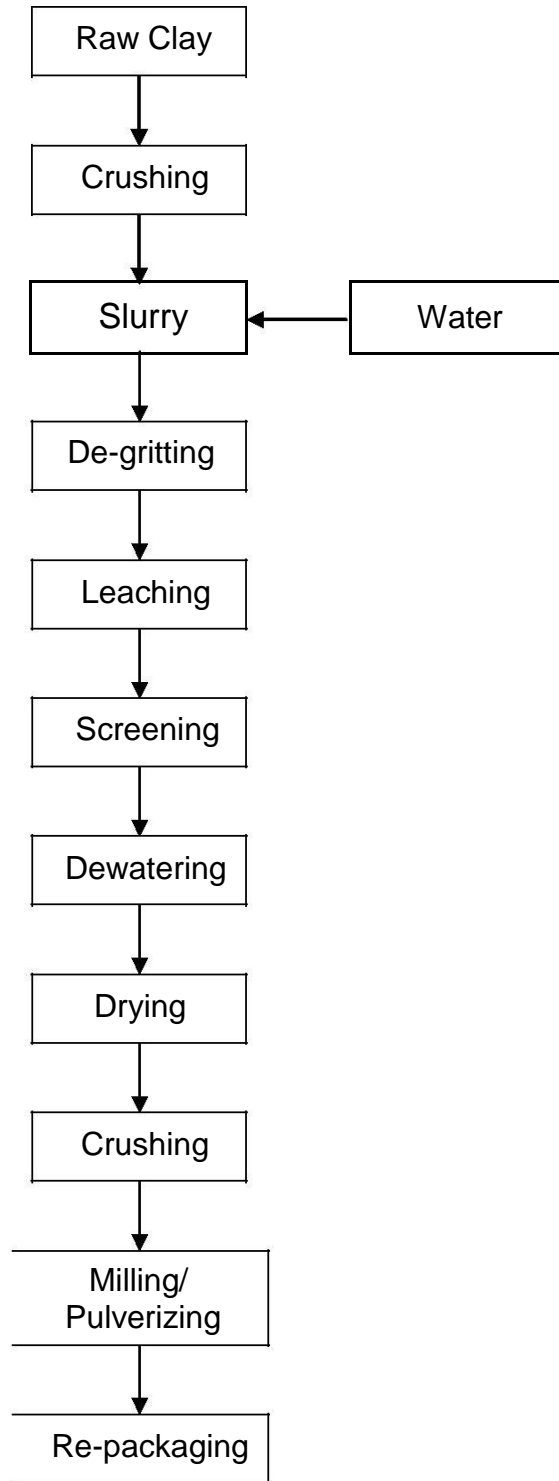 Raw Clay
Crushing
Slurry
Water
De-gritting
Leaching
Screening
Dewatering
Drying
Crushing
Milling/
Pulverizing
Re-packaging